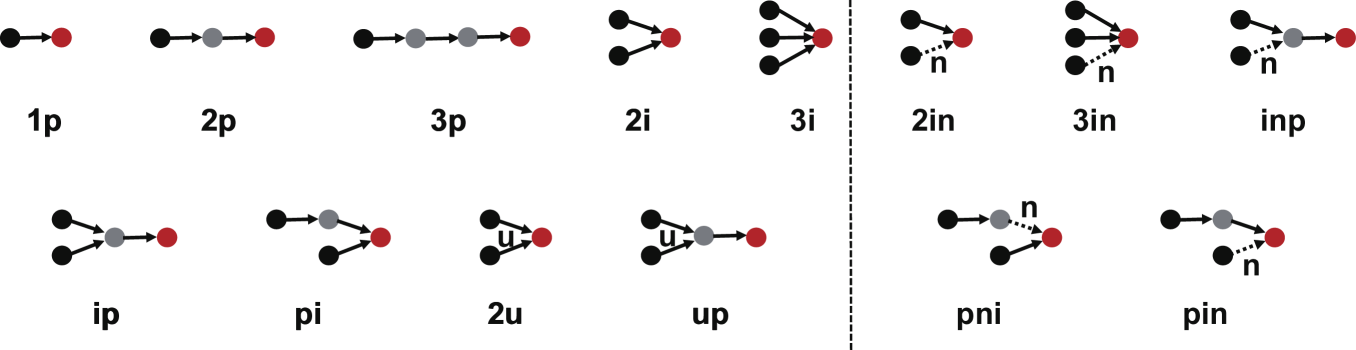 n n n
1p 2p 3p 2i 3i 2in 3in inp
u u n n
ip pi 2u up pni pin